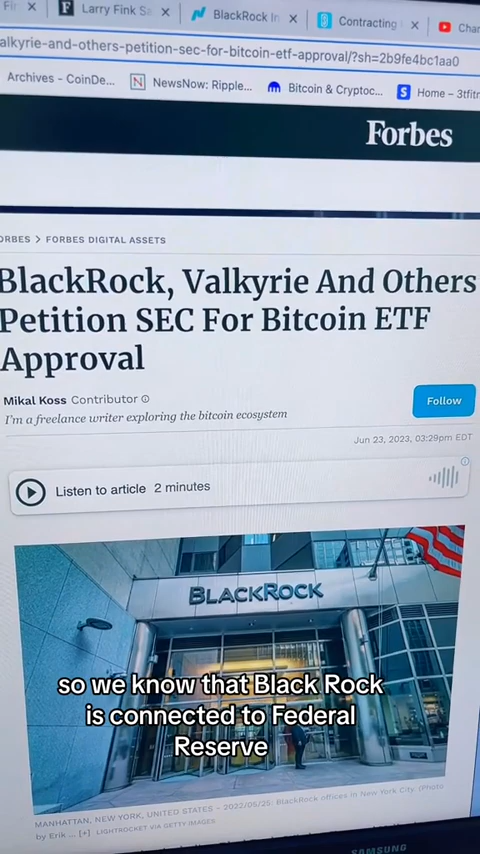 Larry Fink
BlackRock In
Contracting
Char
alkyrie-and-others-petition-sec-for-bitcoin-etf-approval/?sh=2b9fe4bc1aa0
Archives - CoinDe...
NewsNow: Ripple...
Bitcoin & Cryptoc...
Home – 3tfitn
Forbes
ORBES > FORBES DIGITAL ASSETS
BlackRock, Valkyrie And Others
Petition SEC For Bitcoin ETF
Approval
Mikal Koss Contributor
Follow
I'm a freelance writer exploring the bitcoin ecosystem
Jun 23, 2023, 03:29pm EDT
Listen to article 2 minutes
BLACKROCK
so we know that Black Rock
is connected to Federal
Reserve
MANHATTAN, NEW YORK, UNITED STATES - 2022/05/25: BlackRock offices in New York City. (Photo
by Erik ... [+] LIGHTROCKET VIA GETTY IMAGES
SAMSUNG